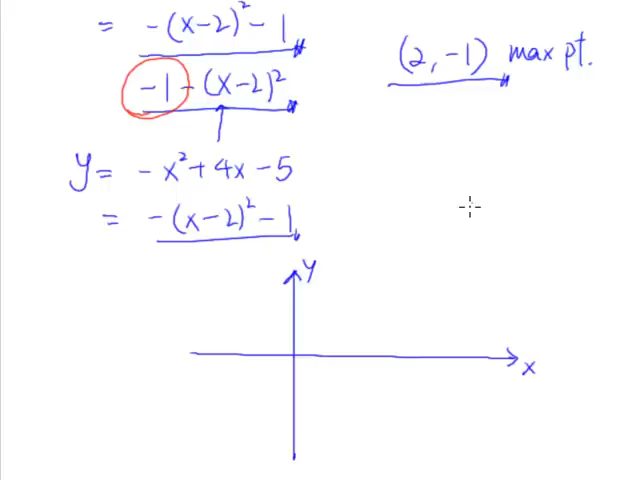 = -(x-2)² - 1
(2, -1) max pt.
-1 - (x-2)²
y = -x² + 4x - 5
= -(x-2)² - 1
y
x